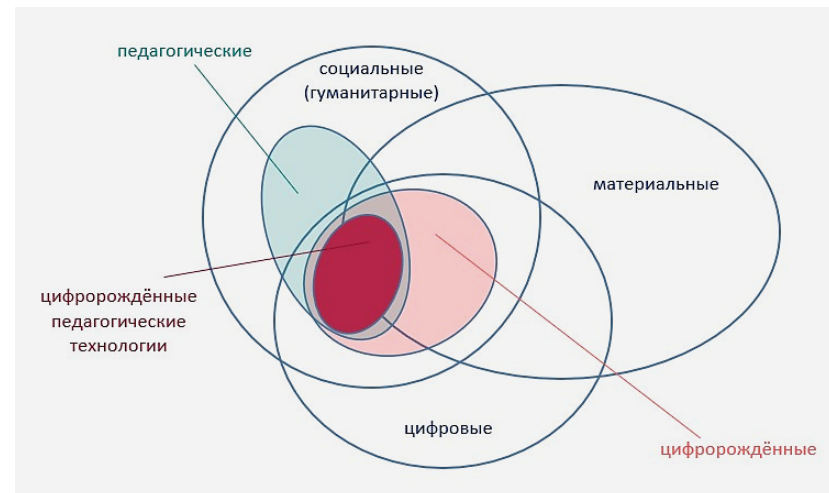 педагогические
социальные
(гуманитарные)
материальные
цифророждённые
педагогические
технологии
цифровые
цифророждённые